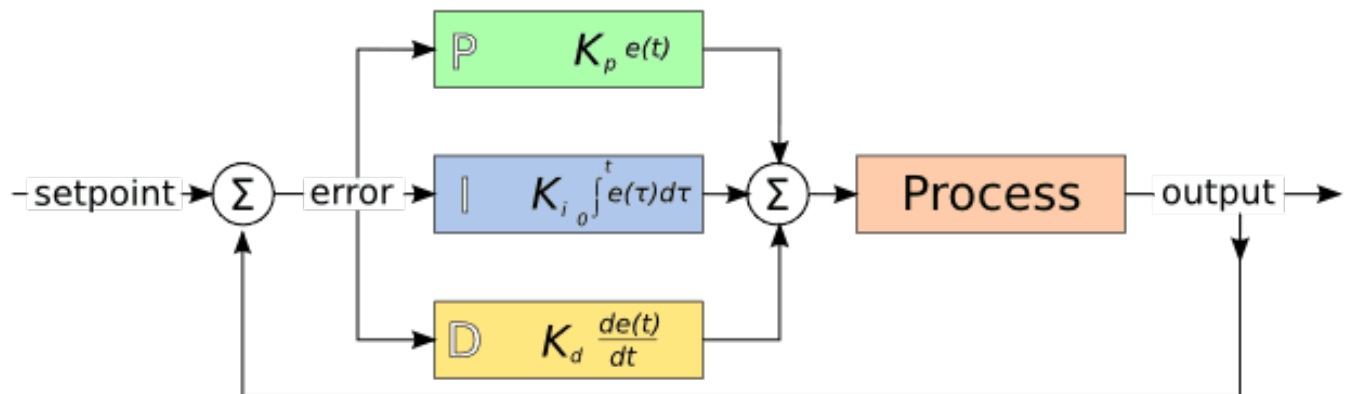 P K_p e(t)
setpoint Σ error I K_i ∫_0^t e(τ)dτ Σ Process output
D K_d de(t)/dt